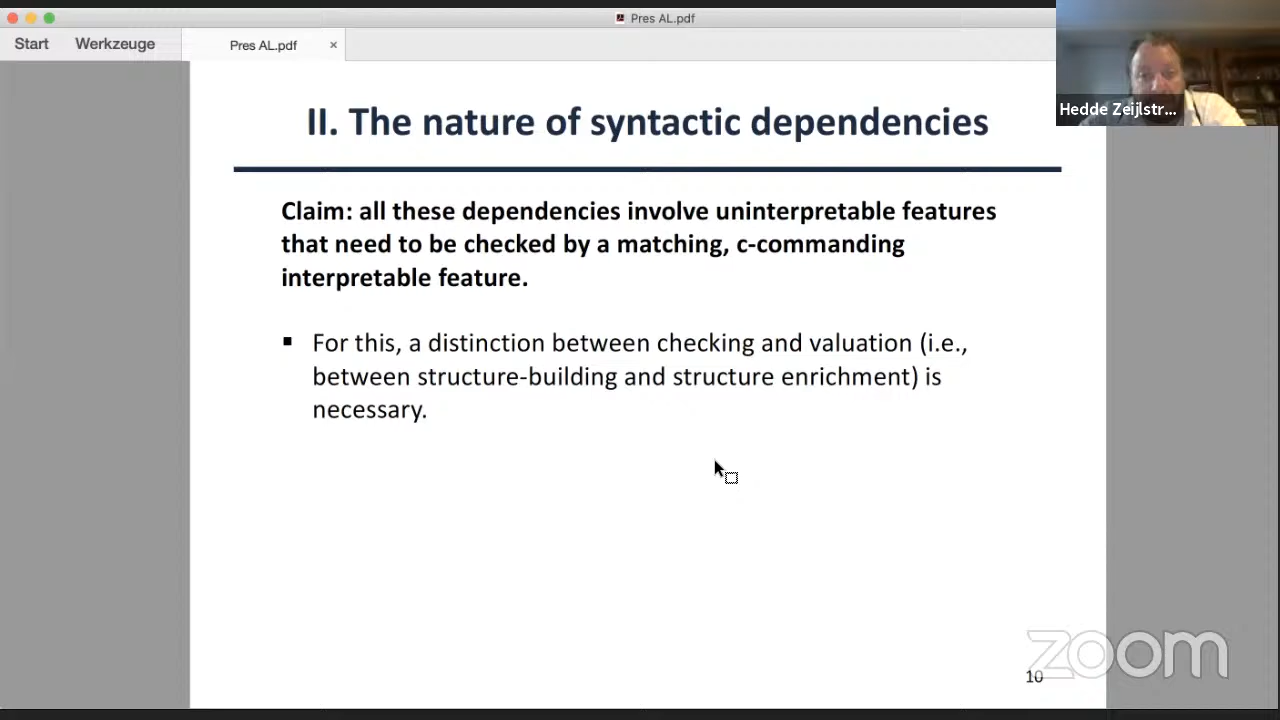 Pres AL.pdf
Start Werkzeuge Pres AL.pdf ×
Hedde Zeijlstr...
II. The nature of syntactic dependencies
Claim: all these dependencies involve uninterpretable features
that need to be checked by a matching, c-commanding
interpretable feature.
▪ For this, a distinction between checking and valuation (i.e.,
between structure-building and structure enrichment) is
necessary.
zoom
10